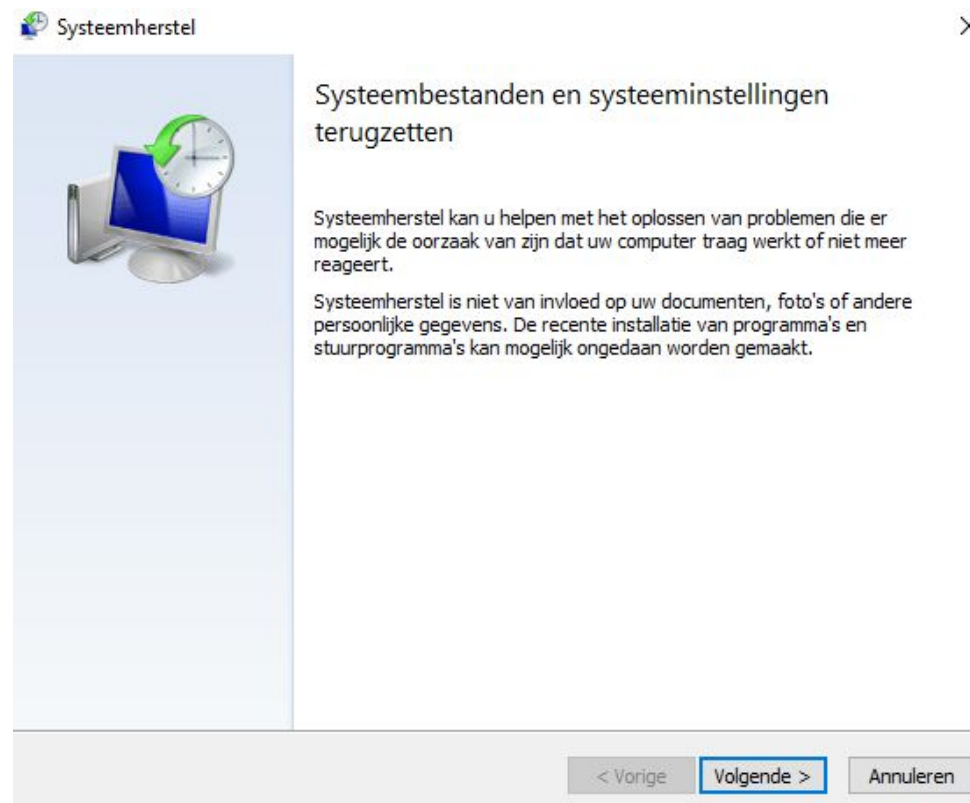 Systeemherstel
Systeembestanden en systeeminstellingen
terugzetten
Systeemherstel kan u helpen met het oplossen van problemen die er
mogelijk de oorzaak van zijn dat uw computer traag werkt of niet meer
reageert.
Systeemherstel is niet van invloed op uw documenten, foto's of andere
persoonlijke gegevens. De recente installatie van programma's en
stuurprogramma's kan mogelijk ongedaan worden gemaakt.
< Vorige Volgende > Annuleren